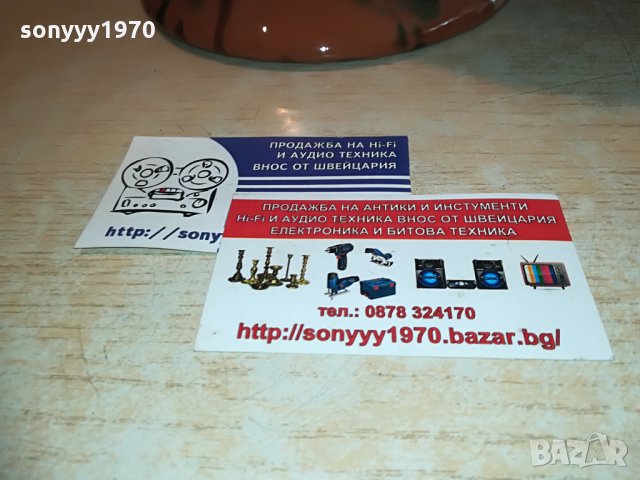 sonyyy1970
ПРОДАЖБА НА Hi-Fi
И АУДИО ТЕХНИКА
ВНОС ОТ ШВЕЙЦАРИЯ
http://sony
ПРОДАЖБА НА АНТИКИ И ИНСТУМЕНТИ
Hi-Fi И АУДИО ТЕХНИКА ВНОС ОТ ШВЕИЦАРИЯ
ЕЛЕКТРОНИКА И БИТОВА ТЕХНИКА
тел.: 0878 324170
http://sonyyy1970.bazar.bg/
BAZAR
bg